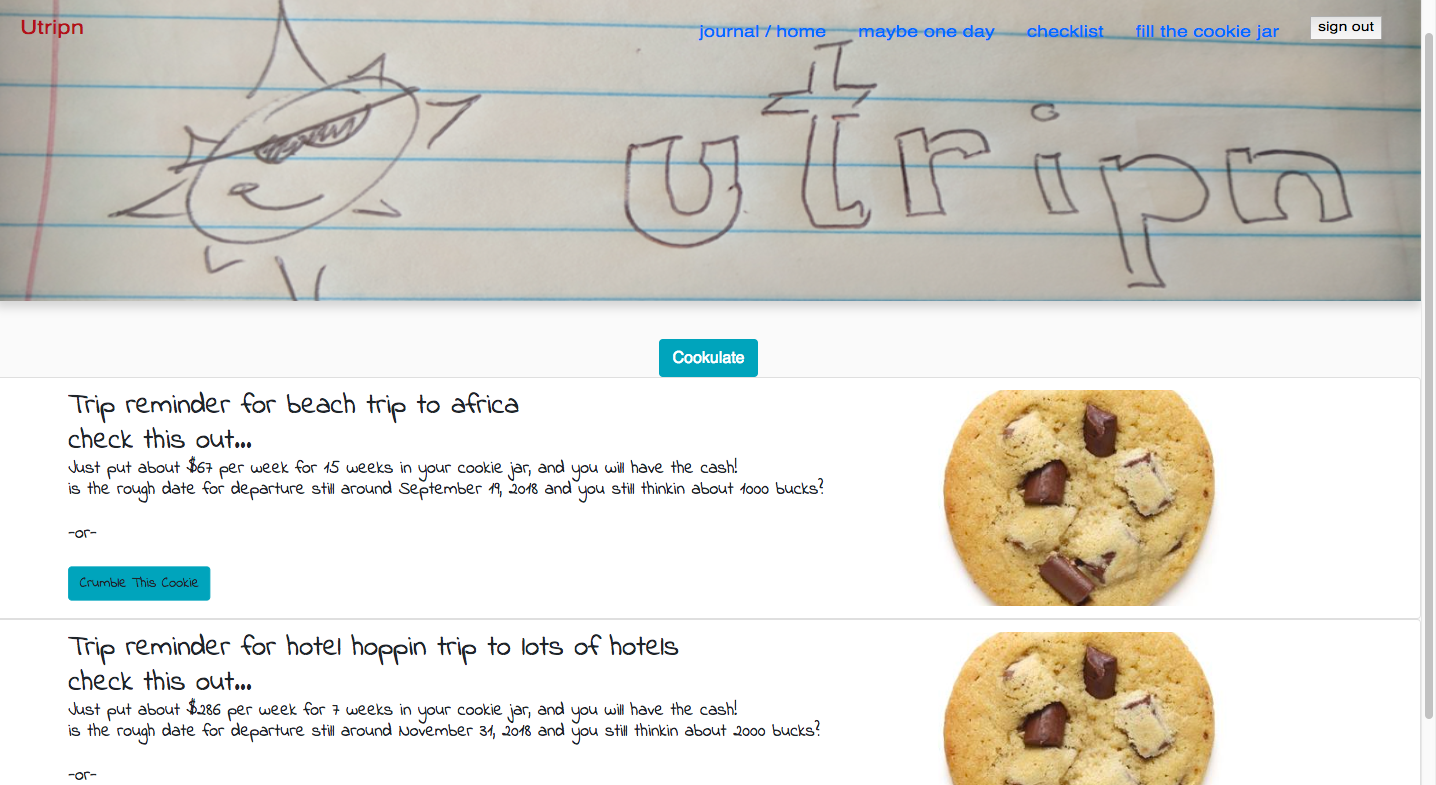 Utripn
journal / home maybe one day checklist fill the cookie jar sign out
utripn
Cookulate
Trip reminder for beach trip to africa
check this out...
Just put about $67 per week for 15 weeks in your cookie jar, and you will have the cash!
is the rough date for departure still around September 19, 2018 and you still thinkin about 1000 bucks?
-or-
Crumble This Cookie
Trip reminder for hotel hoppin trip to lots of hotels
check this out...
Just put about $286 per week for 7 weeks in your cookie jar, and you will have the cash!
is the rough date for departure still around November 31, 2018 and you still thinkin about 2000 bucks?
-or-